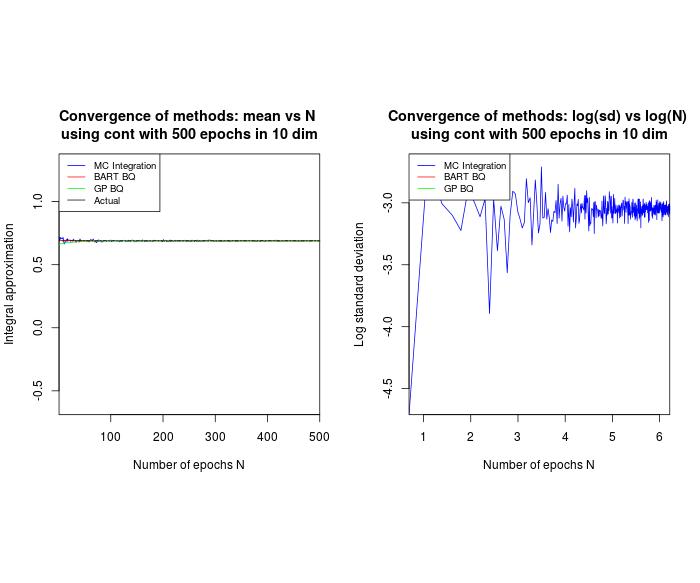 Convergence of methods: mean vs N
using cont with 500 epochs in 10 dim
MC Integration
BART BQ
GP BQ
Actual
Integral approximation
1.0
0.5
0.0
-0.5
100
200
300
400
500
Number of epochs N
Convergence of methods: log(sd) vs log(N)
using cont with 500 epochs in 10 dim
MC Integration
BART BQ
GP BQ
Log standard deviation
-3.0
-3.5
-4.0
-4.5
1
2
3
4
5
6
Number of epochs N